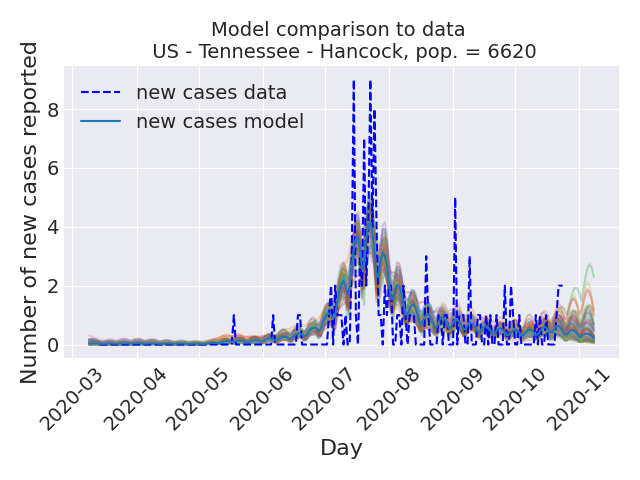 Model comparison to data
US - Tennessee - Hancock, pop. = 6620
new cases data
new cases model
Number of new cases reported
8
6
4
2
0
2020-03
2020-04
2020-05
2020-06
2020-07
2020-08
2020-09
2020-10
2020-11
Day